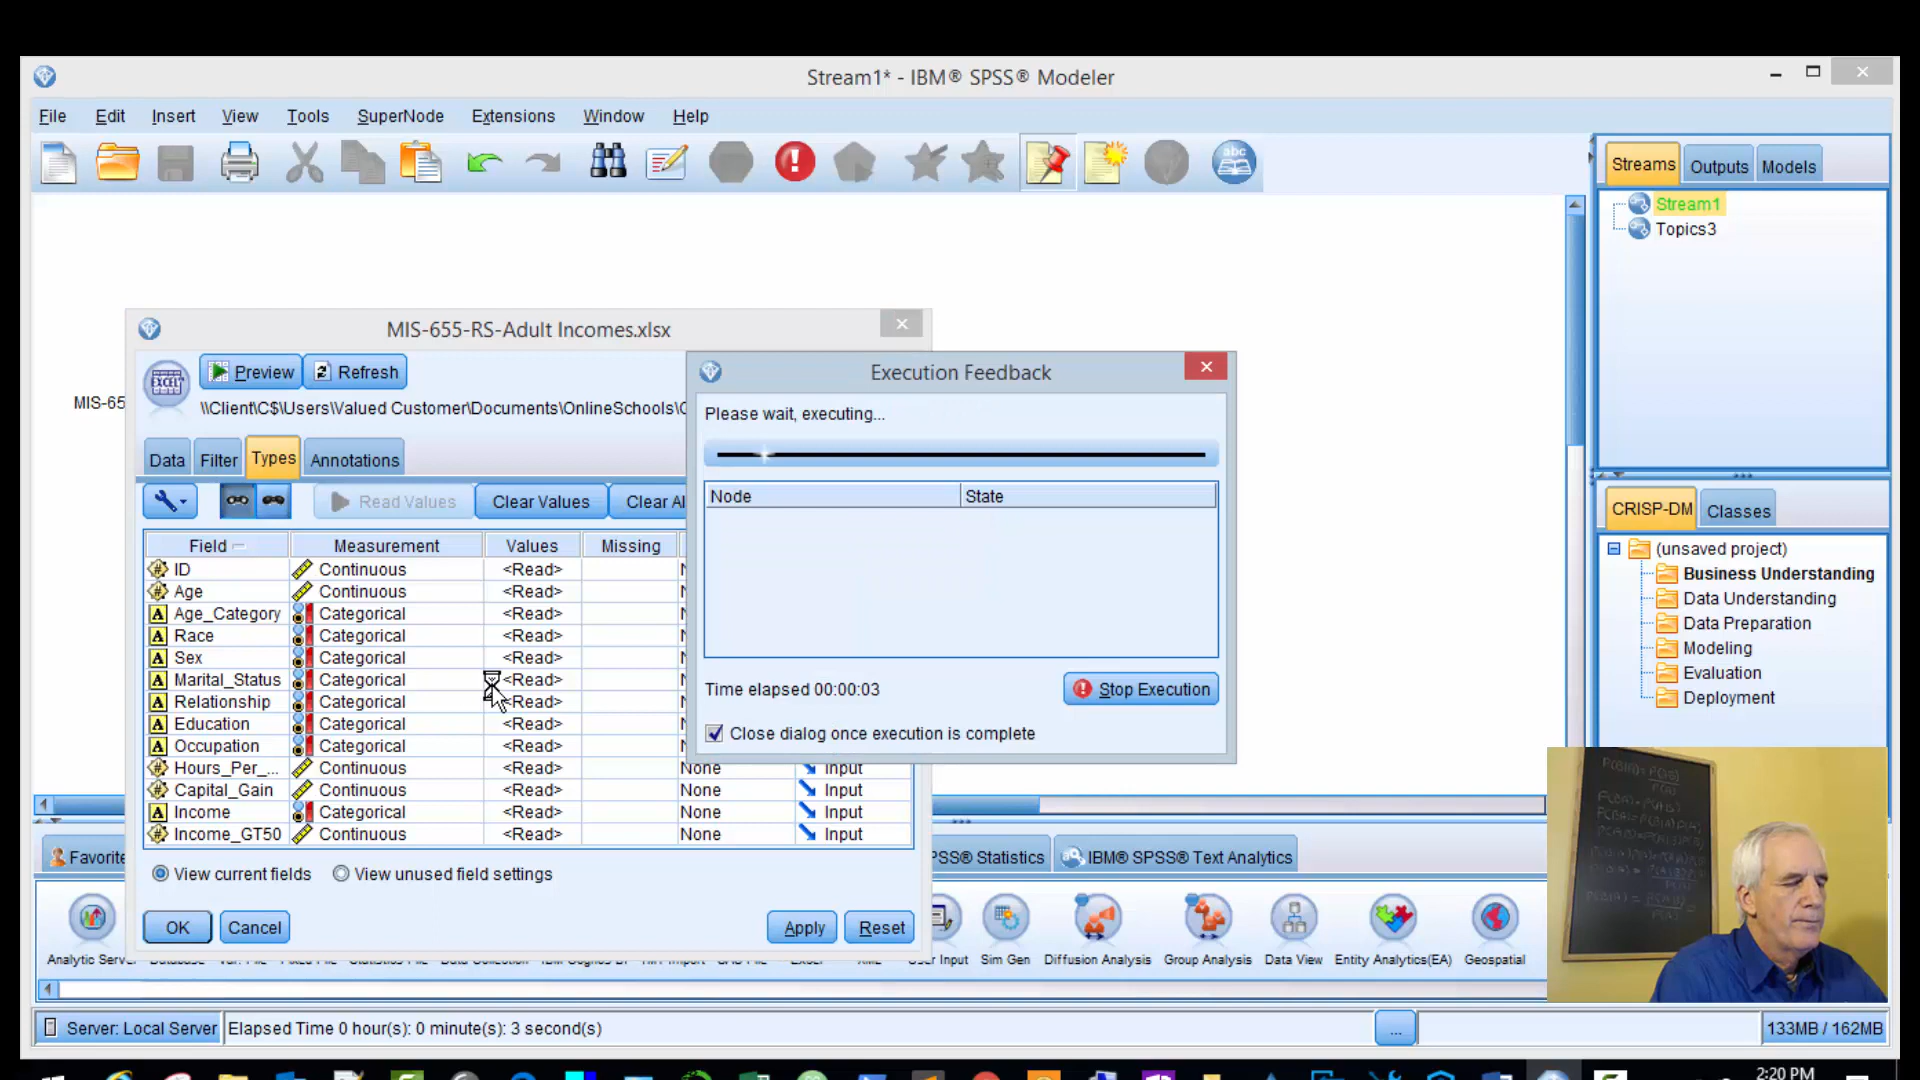 Stream1* - IBM® SPSS® Modeler
File Edit Insert View Tools SuperNode Extensions Window Help
abc
Streams Outputs Models
Stream1
Topics3
MIS-65
MIS-655-RS-Adult Incomes.xlsx
EXCEL
Preview Refresh
\\Client\C$\Users\Valued Customer\Documents\OnlineSchools\
Data Filter Types Annotations
Read Values Clear Values Clear Al
Field Measurement Values Missing
ID Continuous <Read>
Age Continuous <Read>
Age_Category Categorical <Read>
Race Categorical <Read>
Sex Categorical <Read>
Marital_Status Categorical <Read>
Relationship Categorical <Read>
Education Categorical <Read>
Occupation Categorical <Read>
Hours_Per_... Continuous <Read> None Input
Capital_Gain Continuous <Read> None Input
Income Categorical <Read> None Input
Income_GT50 Continuous <Read> None Input
View current fields View unused field settings
OK Cancel Apply Reset
Execution Feedback
Please wait, executing...
Node State
Time elapsed 00:00:03
Stop Execution
Close dialog once execution is complete
CRISP-DM Classes
(unsaved project)
Business Understanding
Data Understanding
Data Preparation
Modeling
Evaluation
Deployment
Favorite
PSS® Statistics IBM® SPSS® Text Analytics
Analytic Serve
User Input Sim Gen Diffusion Analysis Group Analysis Data View Entity Analytics(EA) Geospatial
Server: Local Server Elapsed Time 0 hour(s): 0 minute(s): 3 second(s) ... 133MB / 162MB
2:20 PM